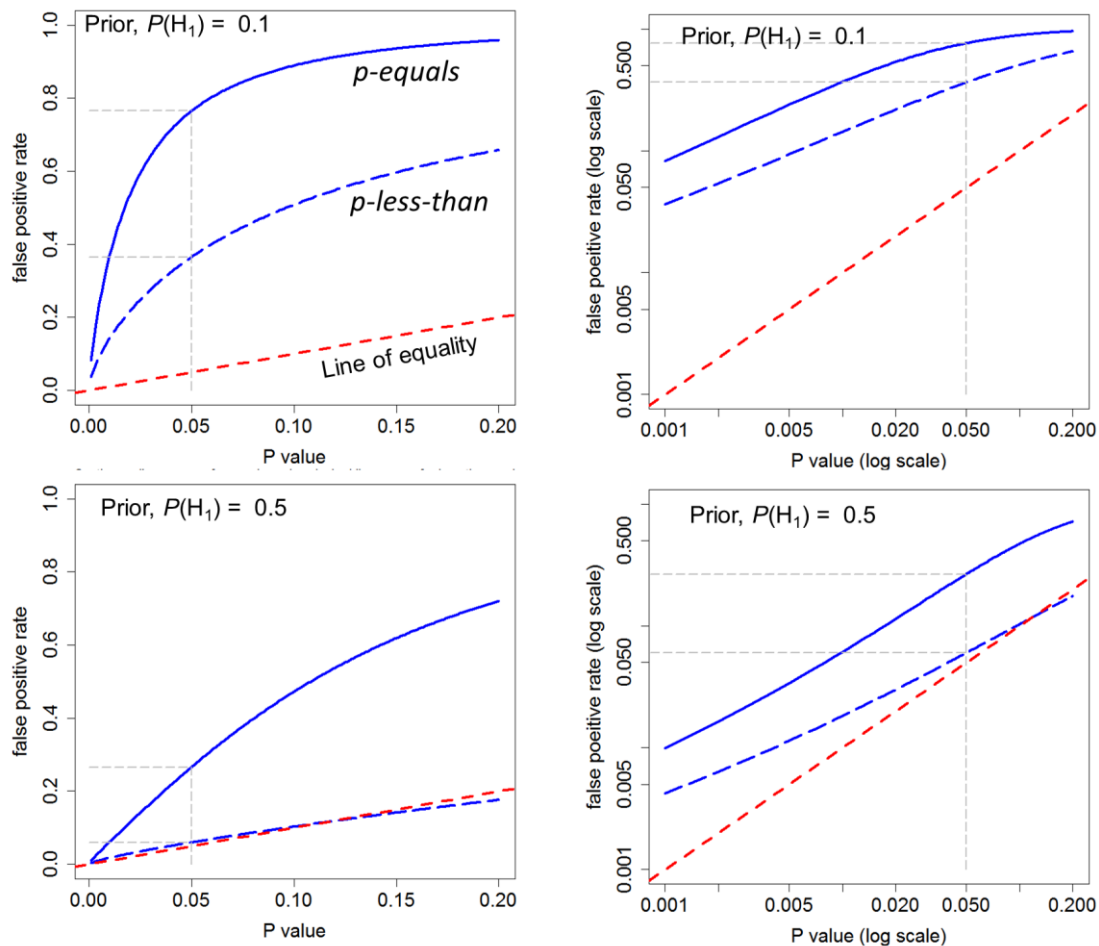 Prior, P(H₁) = 0.1
p-equals
p-less-than
Line of equality
false positive rate
0.0 0.2 0.4 0.6 0.8 1.0
0.00 0.05 0.10 0.15 0.20
P value
Prior, P(H₁) = 0.1
false poeitive rate (log scale)
0.001 0.005 0.050 0.500
0.001 0.005 0.020 0.050 0.200
P value (log scale)
Prior, P(H₁) = 0.5
false positive rate
0.0 0.2 0.4 0.6 0.8 1.0
0.00 0.05 0.10 0.15 0.20
P value
Prior, P(H₁) = 0.5
false poeitive rate (log scale)
0.001 0.005 0.050 0.500
0.001 0.005 0.020 0.050 0.200
P value (log scale)